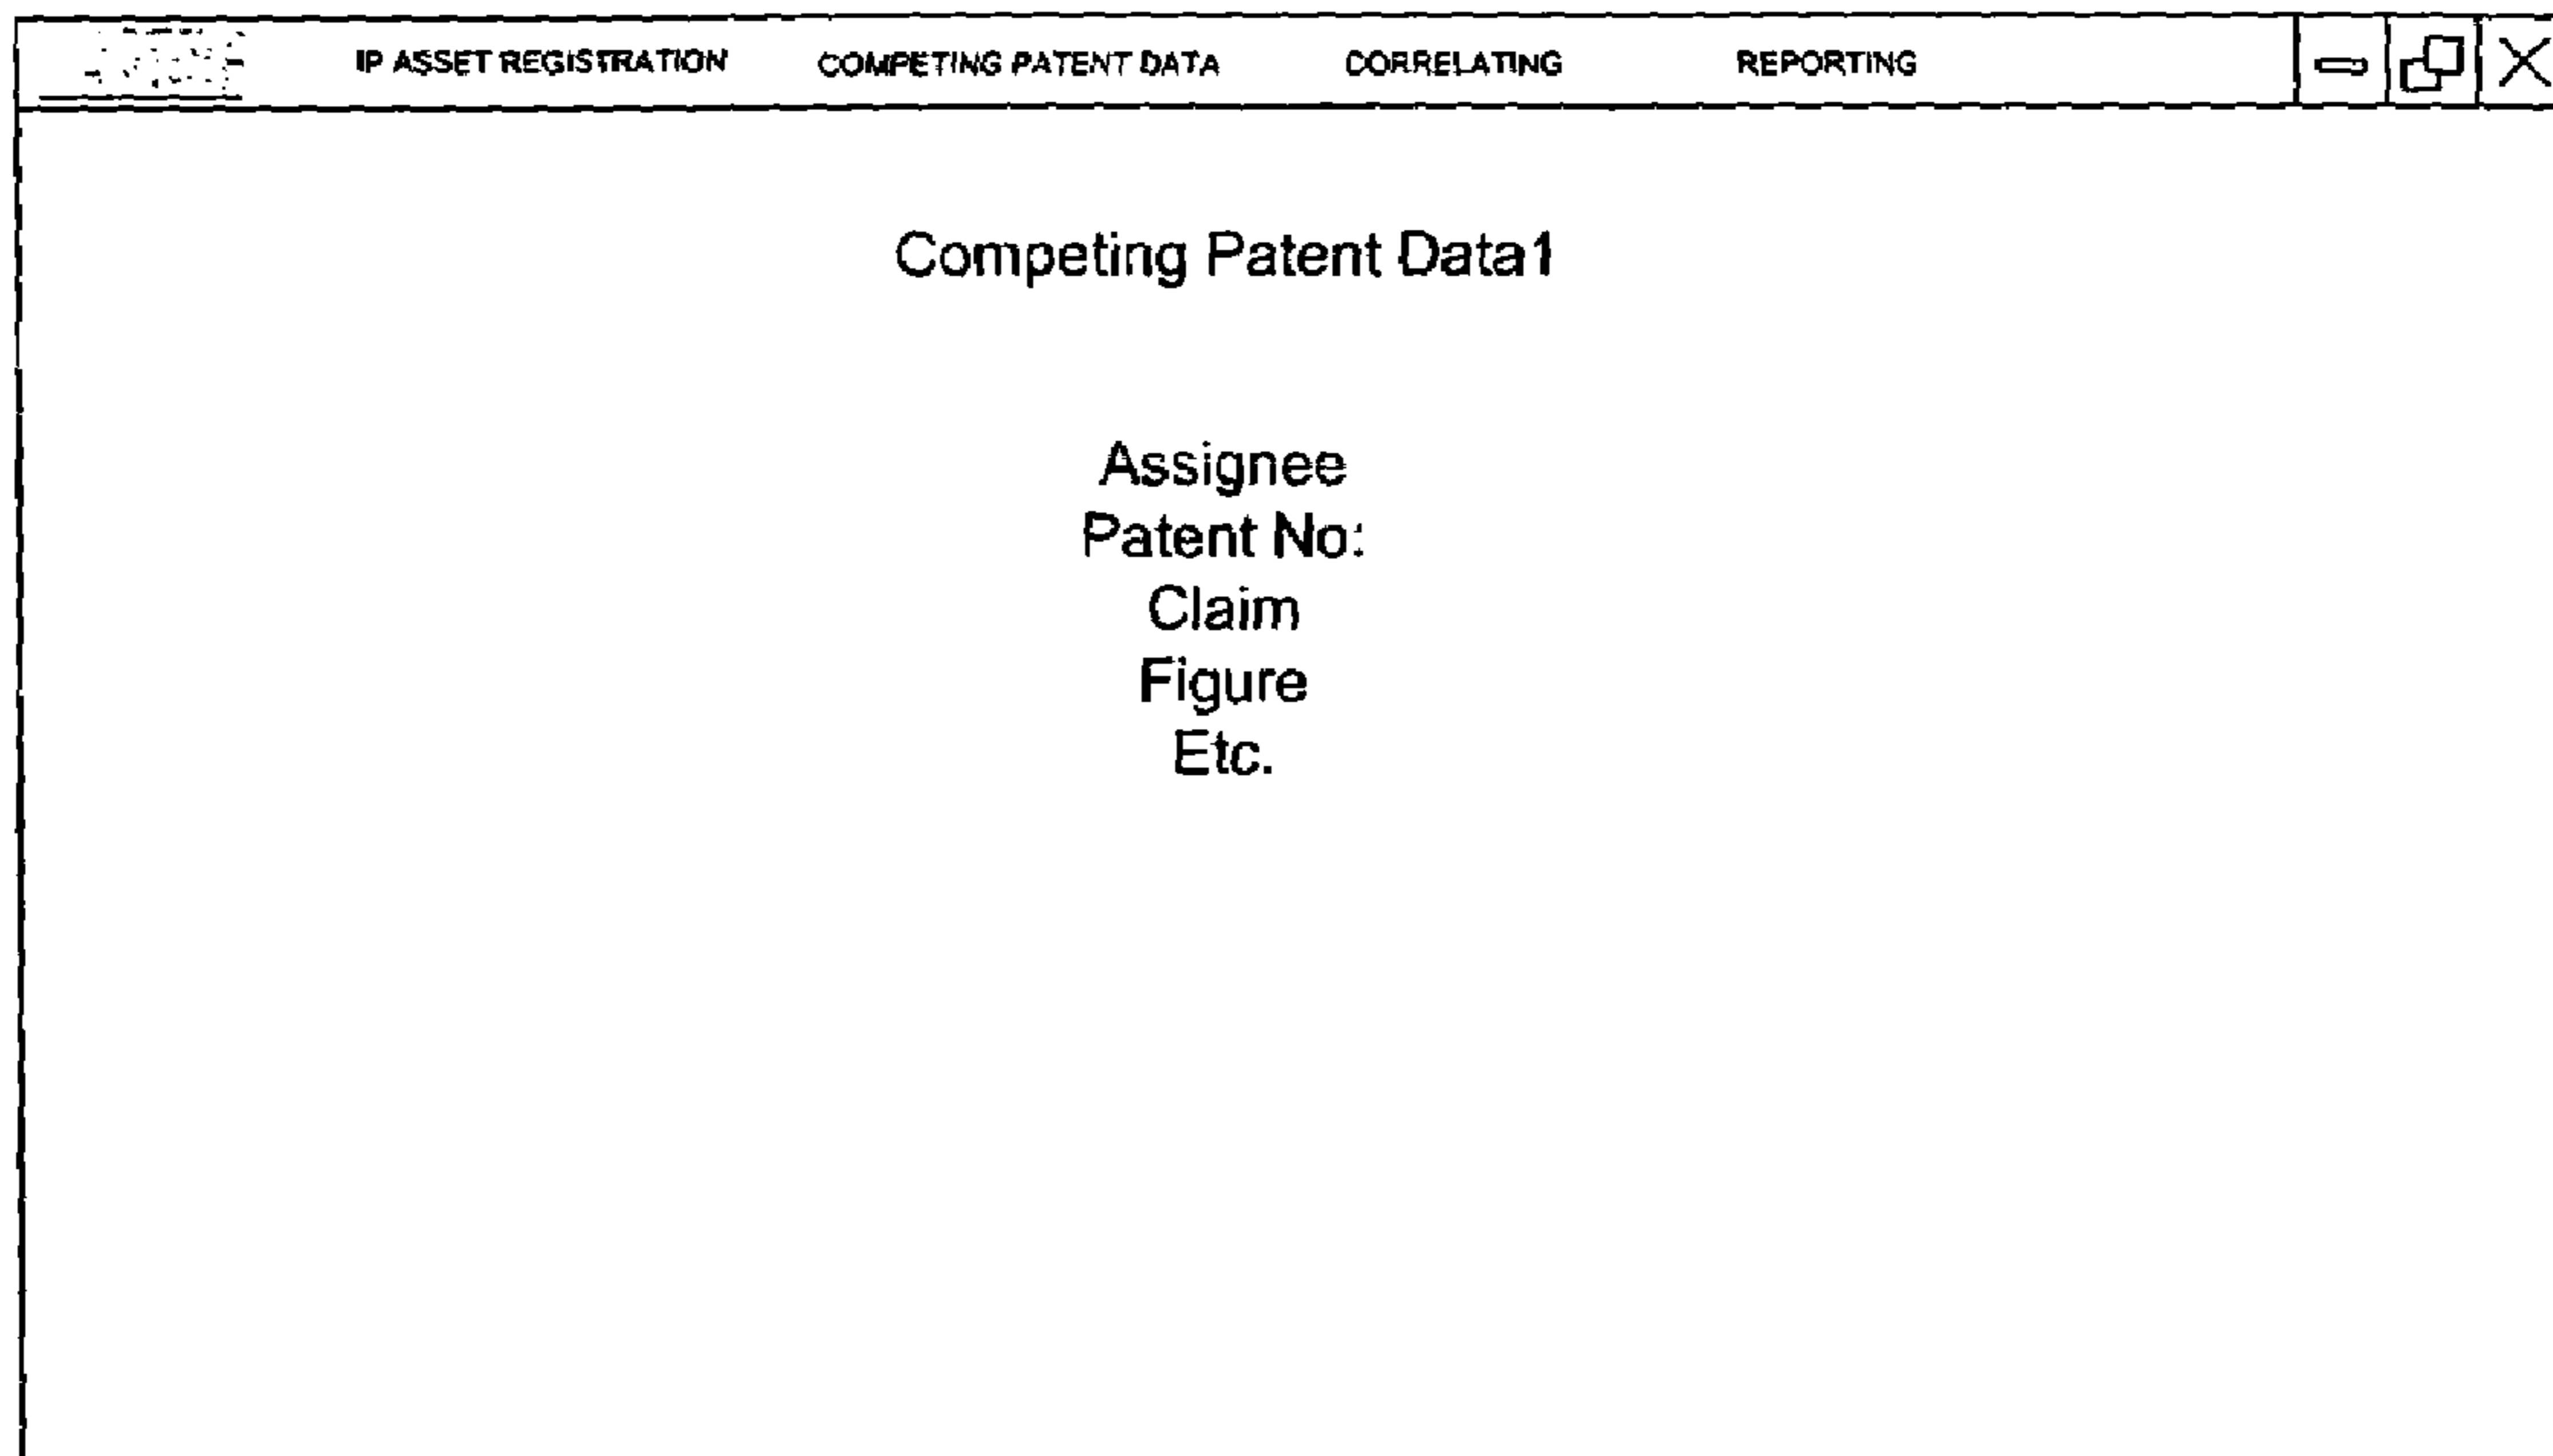 IP ASSET REGISTRATION COMPETING PATENT DATA CORRELATING REPORTING
Competing Patent Data1
Assignee
Patent No:
Claim
Figure
Etc.